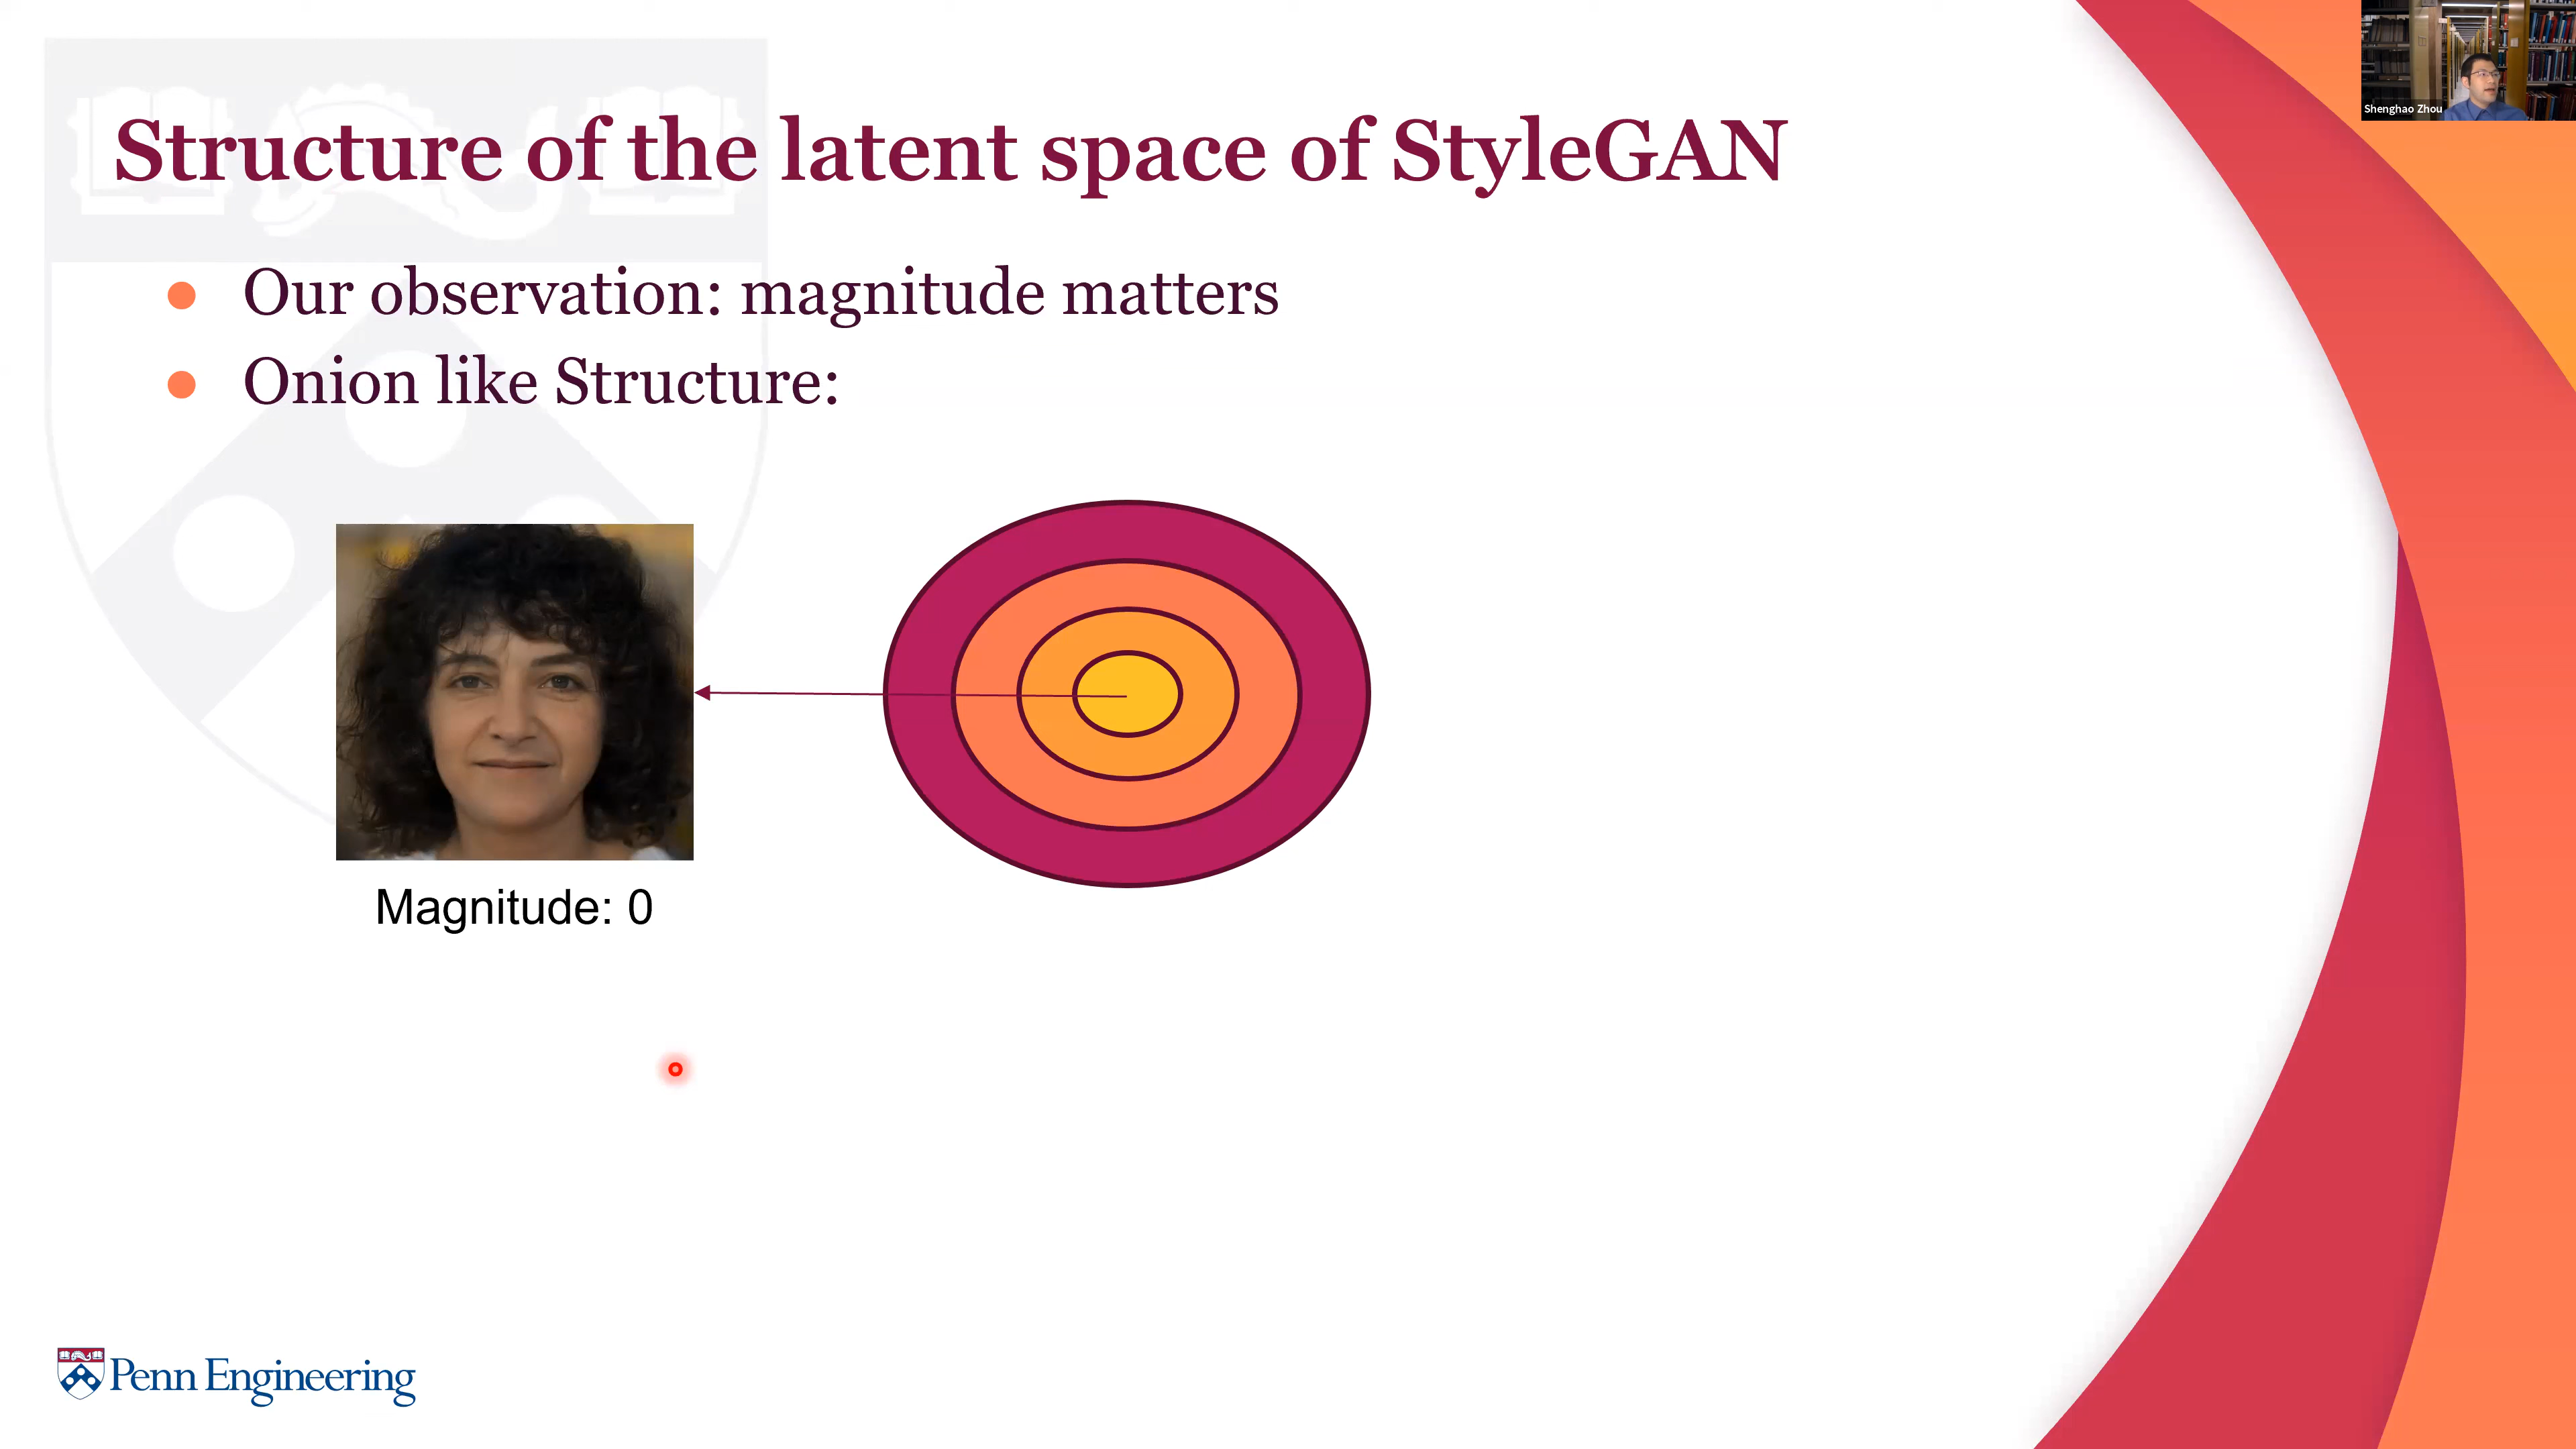 Shenghao Zhou
Structure of the latent space of StyleGAN
Our observation: magnitude matters
Onion like Structure:
Magnitude: 0
Penn Engineering